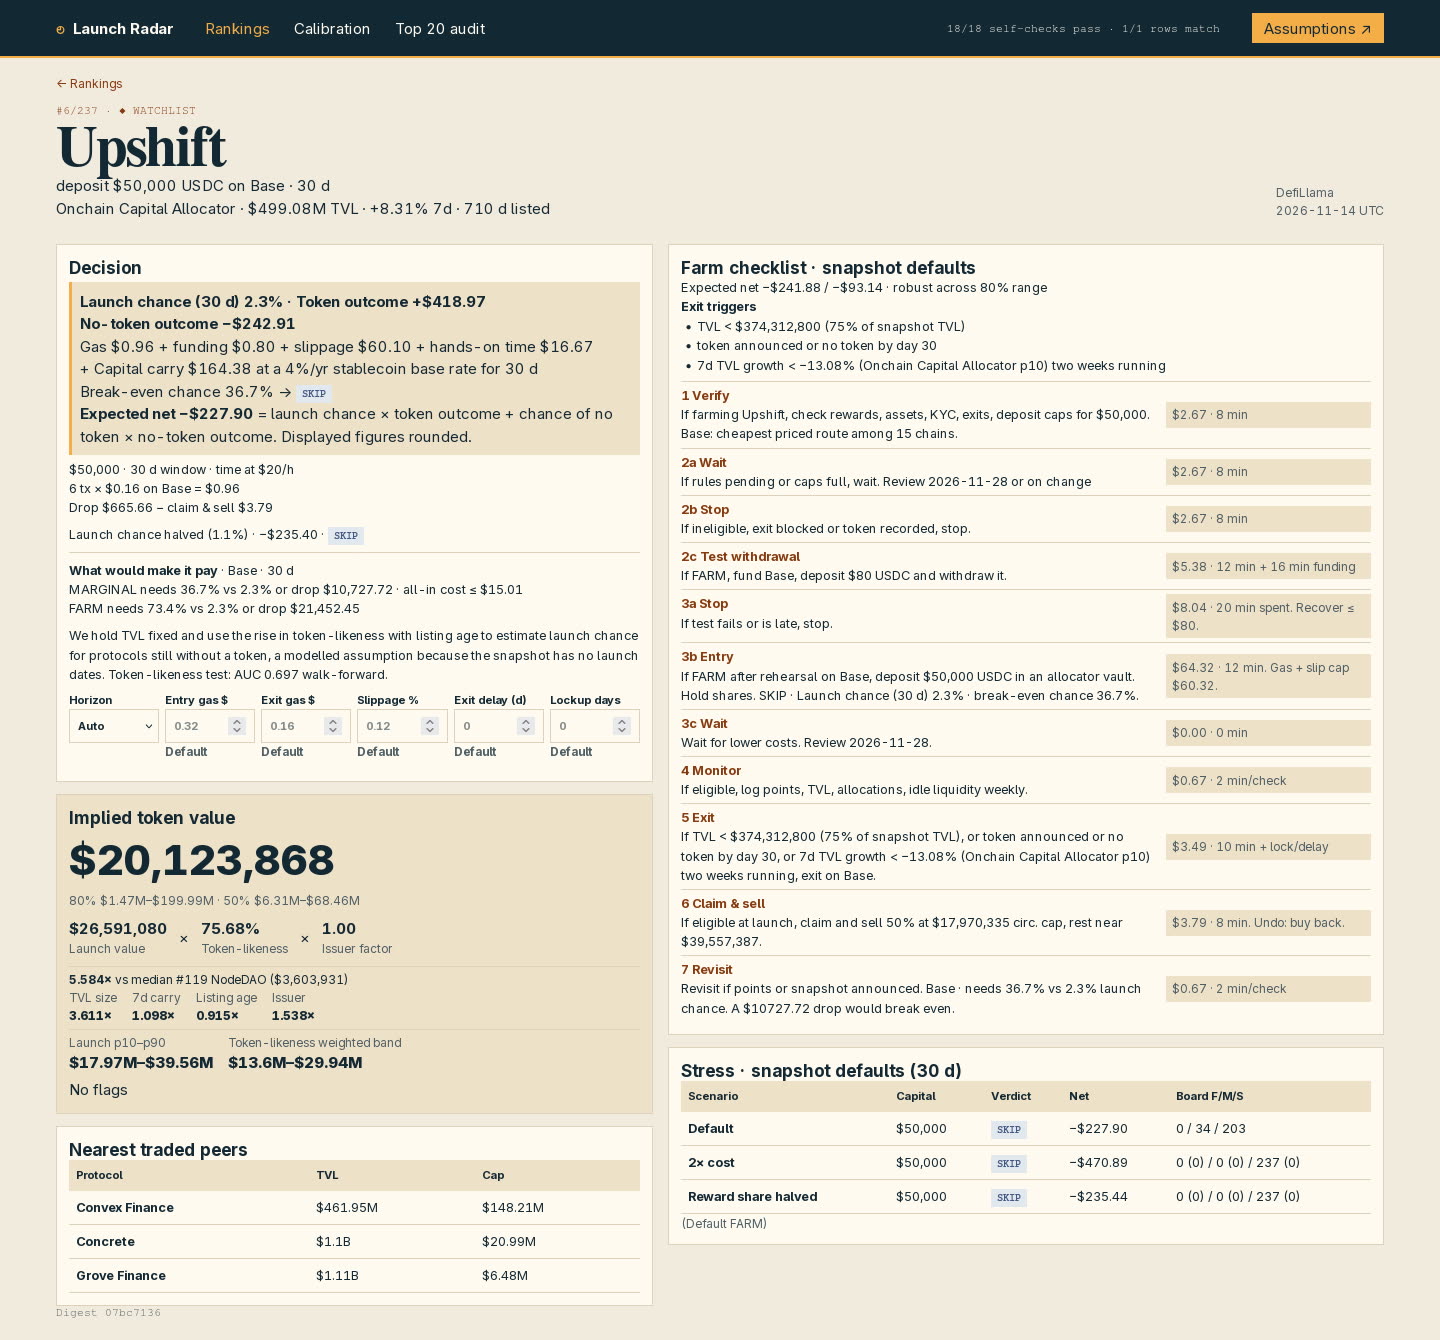 Launch Radar
Rankings
Calibration
Top 20 audit
18/18 self-checks pass · 1/1 rows match
Assumptions ↗
← Rankings
#6/237 · ◆ WATCHLIST
Upshift
deposit $50,000 USDC on Base · 30 d
Onchain Capital Allocator · $499.08M TVL · +8.31% 7d · 710 d listed
DefiLlama
2026-11-14 UTC
Decision
Launch chance (30 d) 2.3% · Token outcome +$418.97
No-token outcome −$242.91
Gas $0.96 + funding $0.80 + slippage $60.10 + hands-on time $16.67
+ Capital carry $164.38 at a 4%/yr stablecoin base rate for 30 d
Break-even chance 36.7% → SKIP
Expected net −$227.90 = launch chance × token outcome + chance of no
token × no-token outcome. Displayed figures rounded.
$50,000 · 30 d window · time at $20/h
6 tx × $0.16 on Base = $0.96
Drop $665.66 − claim & sell $3.79
Launch chance halved (1.1%) · −$235.40 · SKIP
What would make it pay · Base · 30 d
MARGINAL needs 36.7% vs 2.3% or drop $10,727.72 · all-in cost ≤ $15.01
FARM needs 73.4% vs 2.3% or drop $21,452.45
We hold TVL fixed and use the rise in token-likeness with listing age to estimate launch chance
for protocols still without a token, a modelled assumption because the snapshot has no launch
dates. Token-likeness test: AUC 0.697 walk-forward.
Horizon Entry gas $ Exit gas $ Slippage % Exit delay (d) Lockup days
Auto 0.32 0.16 0.12 0 0
Default Default Default Default Default
Implied token value
$20,123,868
80% $1.47M–$199.99M · 50% $6.31M–$68.46M
$26,591,080 × 75.68% × 1.00
Launch value Token-likeness Issuer factor
5.584× vs median #119 NodeDAO ($3,603,931)
TVL size 7d carry Listing age Issuer
3.611× 1.098× 0.915× 1.538×
Launch p10–p90 Token-likeness weighted band
$17.97M–$39.56M $13.6M–$29.94M
No flags
Nearest traded peers
Protocol TVL Cap
Convex Finance $461.95M $148.21M
Concrete $1.1B $20.99M
Grove Finance $1.11B $6.48M
Digest 07bc7136
Farm checklist · snapshot defaults
Expected net −$241.88 / −$93.14 · robust across 80% range
Exit triggers
• TVL < $374,312,800 (75% of snapshot TVL)
• token announced or no token by day 30
• 7d TVL growth < −13.08% (Onchain Capital Allocator p10) two weeks running
1 Verify
If farming Upshift, check rewards, assets, KYC, exits, deposit caps for $50,000.
Base: cheapest priced route among 15 chains.
$2.67 · 8 min
2a Wait
If rules pending or caps full, wait. Review 2026-11-28 or on change
$2.67 · 8 min
2b Stop
If ineligible, exit blocked or token recorded, stop.
$2.67 · 8 min
2c Test withdrawal
If FARM, fund Base, deposit $80 USDC and withdraw it.
$5.38 · 12 min + 16 min funding
3a Stop
If test fails or is late, stop.
$8.04 · 20 min spent. Recover ≤
$80.
3b Entry
If FARM after rehearsal on Base, deposit $50,000 USDC in an allocator vault.
Hold shares. SKIP · Launch chance (30 d) 2.3% · break-even chance 36.7%.
$64.32 · 12 min. Gas + slip cap
$60.32.
3c Wait
Wait for lower costs. Review 2026-11-28.
$0.00 · 0 min
4 Monitor
If eligible, log points, TVL, allocations, idle liquidity weekly.
$0.67 · 2 min/check
5 Exit
If TVL < $374,312,800 (75% of snapshot TVL), or token announced or no
token by day 30, or 7d TVL growth < −13.08% (Onchain Capital Allocator p10)
two weeks running, exit on Base.
$3.49 · 10 min + lock/delay
6 Claim & sell
If eligible at launch, claim and sell 50% at $17,970,335 circ. cap, rest near
$39,557,387.
$3.79 · 8 min. Undo: buy back.
7 Revisit
Revisit if points or snapshot announced. Base · needs 36.7% vs 2.3% launch
chance. A $10727.72 drop would break even.
$0.67 · 2 min/check
Stress · snapshot defaults (30 d)
Scenario Capital Verdict Net Board F/M/S
Default $50,000 SKIP −$227.90 0 / 34 / 203
2× cost $50,000 SKIP −$470.89 0 (0) / 0 (0) / 237 (0)
Reward share halved $50,000 SKIP −$235.44 0 (0) / 0 (0) / 237 (0)
(Default FARM)